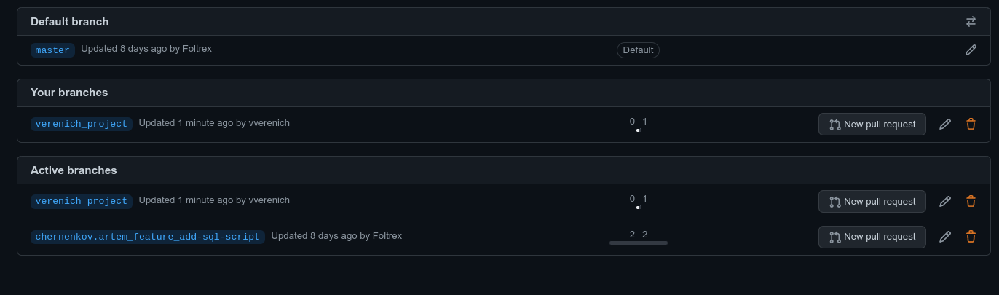 Default branch
master Updated 8 days ago by Foltrex Default
Your branches
verenich_project Updated 1 minute ago by vverenich 0 1 New pull request
Active branches
verenich_project Updated 1 minute ago by vverenich 0 1 New pull request
chernenkov.artem_feature_add-sql-script Updated 8 days ago by Foltrex 2 2 New pull request